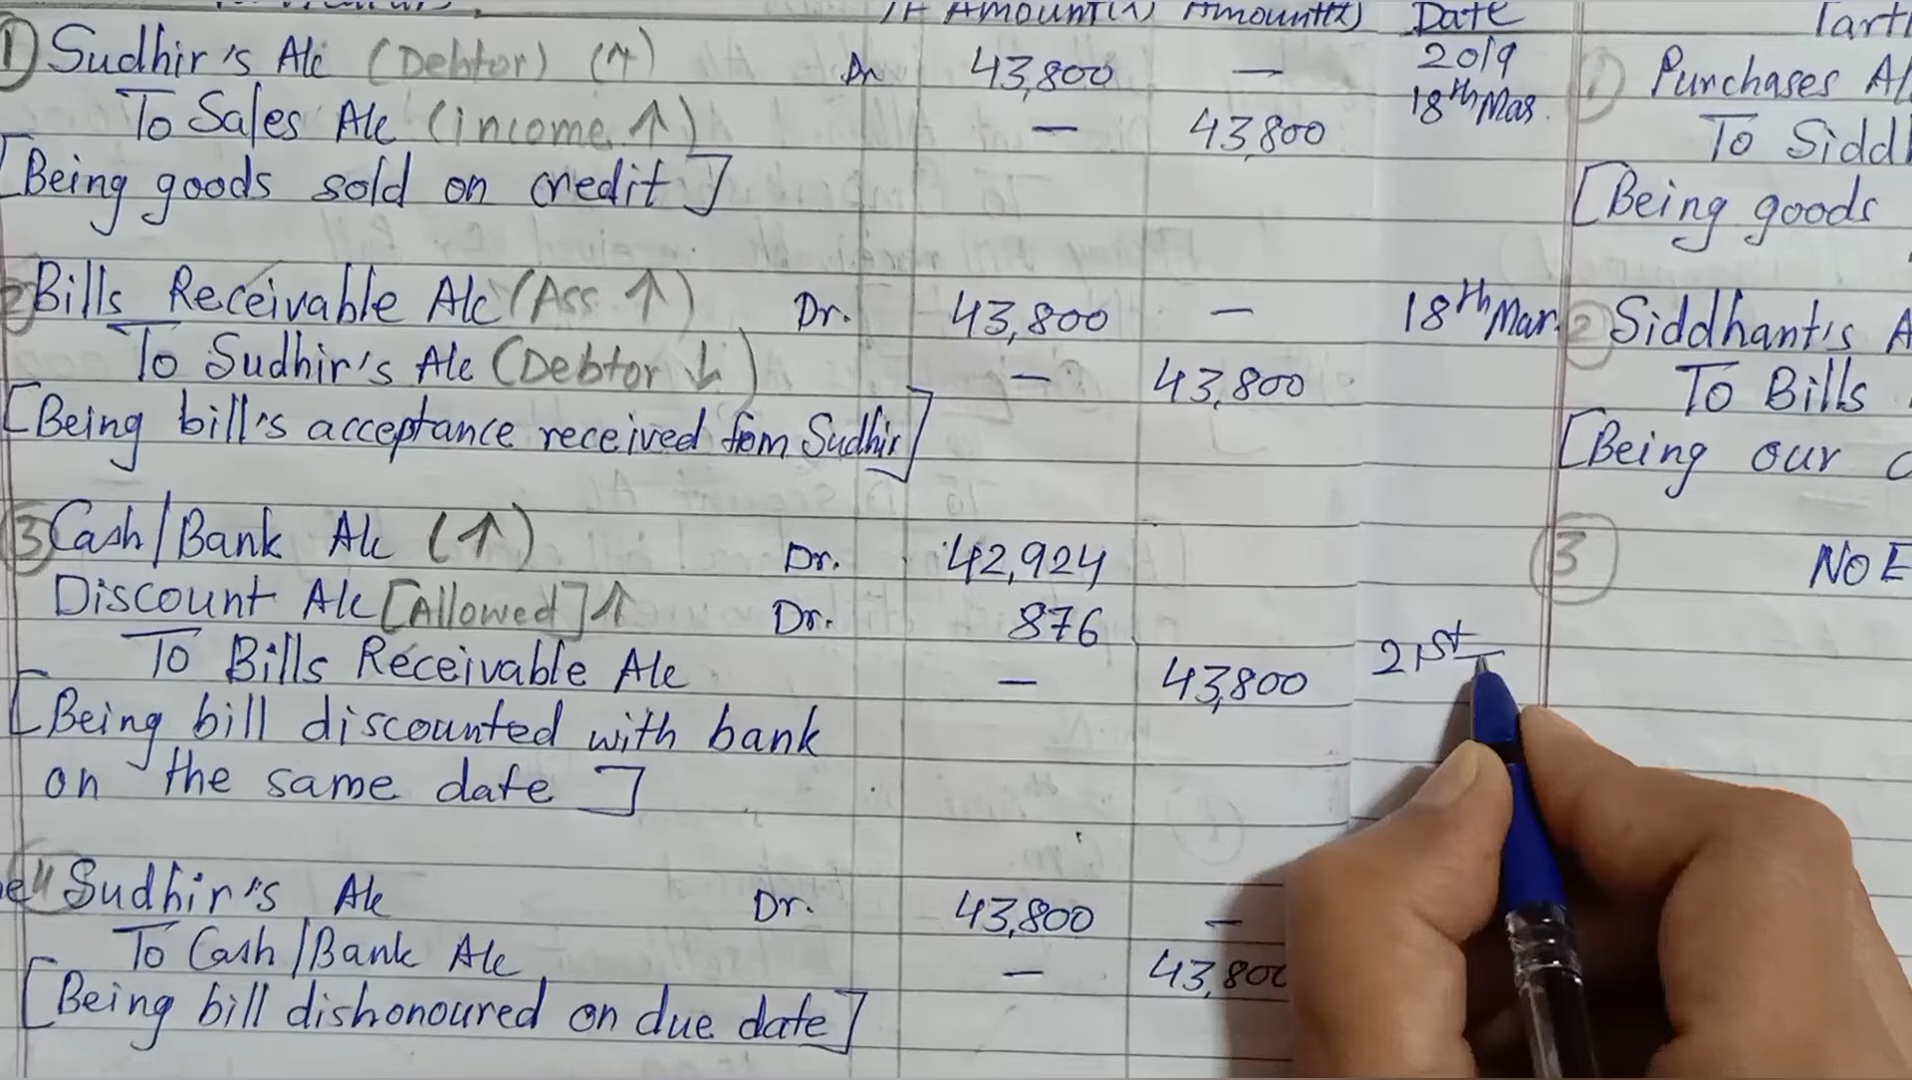 Amount(₹) Amount(₹) Date
① Sudhir's A/c (Debtor) (↑) Dr 43,800 — 2019
To Sales A/c (income ↑) — 43,800 18th Mar.
[Being goods sold on credit]
2 Bills Receivable A/c (Ass ↑) Dr. 43,800 — 18th Mar.
To Sudhir's A/c (Debtor ↓) — 43,800
[Being bill's acceptance received from Sudhir]
③ Cash/Bank A/c (↑) Dr. 42,924
Discount A/c [Allowed] ↑ Dr. 876
To Bills Receivable A/c — 43,800 21st
[Being bill discounted with bank
on the same date]
4 Sudhir's A/c Dr. 43,800 —
To Cash/Bank A/c — 43,800
[Being bill dishonoured on due date]
Parti
① Purchases A/
To Siddh
[Being goods
② Siddhant's A
To Bills
[Being our
③ NO E